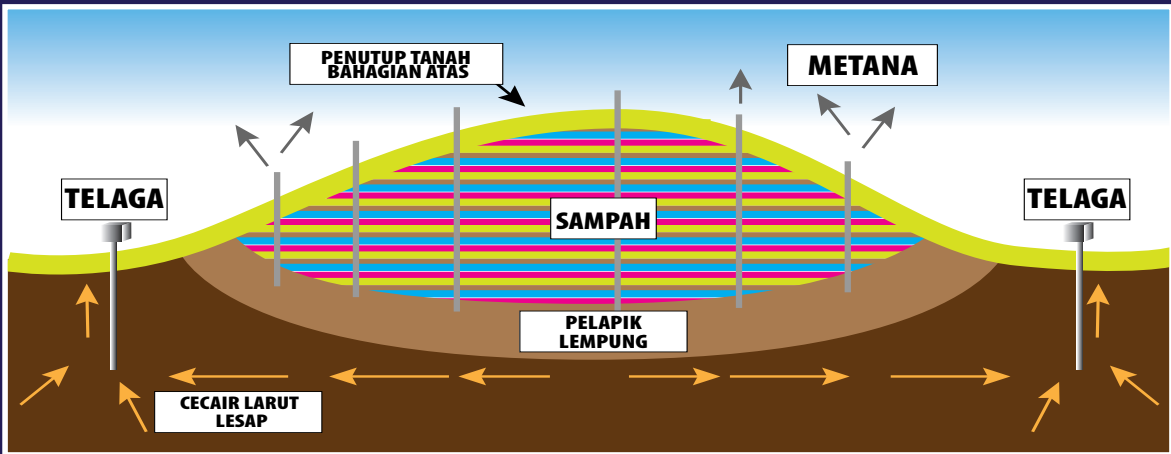 PENUTUP TANAH
BAHAGIAN ATAS
METANA
TELAGA
TELAGA
SAMPAH
PELAPIK
LEMPUNG
CECAIR LARUT
LESAP